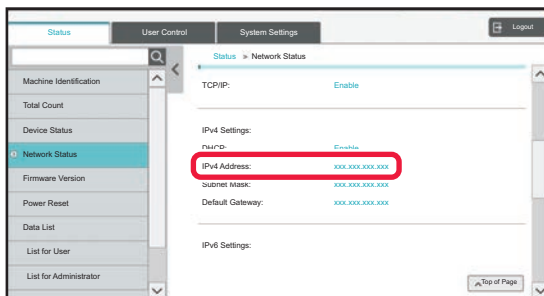 Status User Control System Settings Logout
Status ► Network Status
Machine Identification
Total Count
Device Status
Network Status
Firmware Version
Power Reset
Data List
List for User
List for Administrator
TCP/IP: Enable
IPv4 Settings:
DHCP: Enable
IPv4 Address: xxx.xxx.xxx.xxx
Subnet Mask: xxx.xxx.xxx.xxx
Default Gateway: xxx.xxx.xxx.xxx
IPv6 Settings:
Top of Page